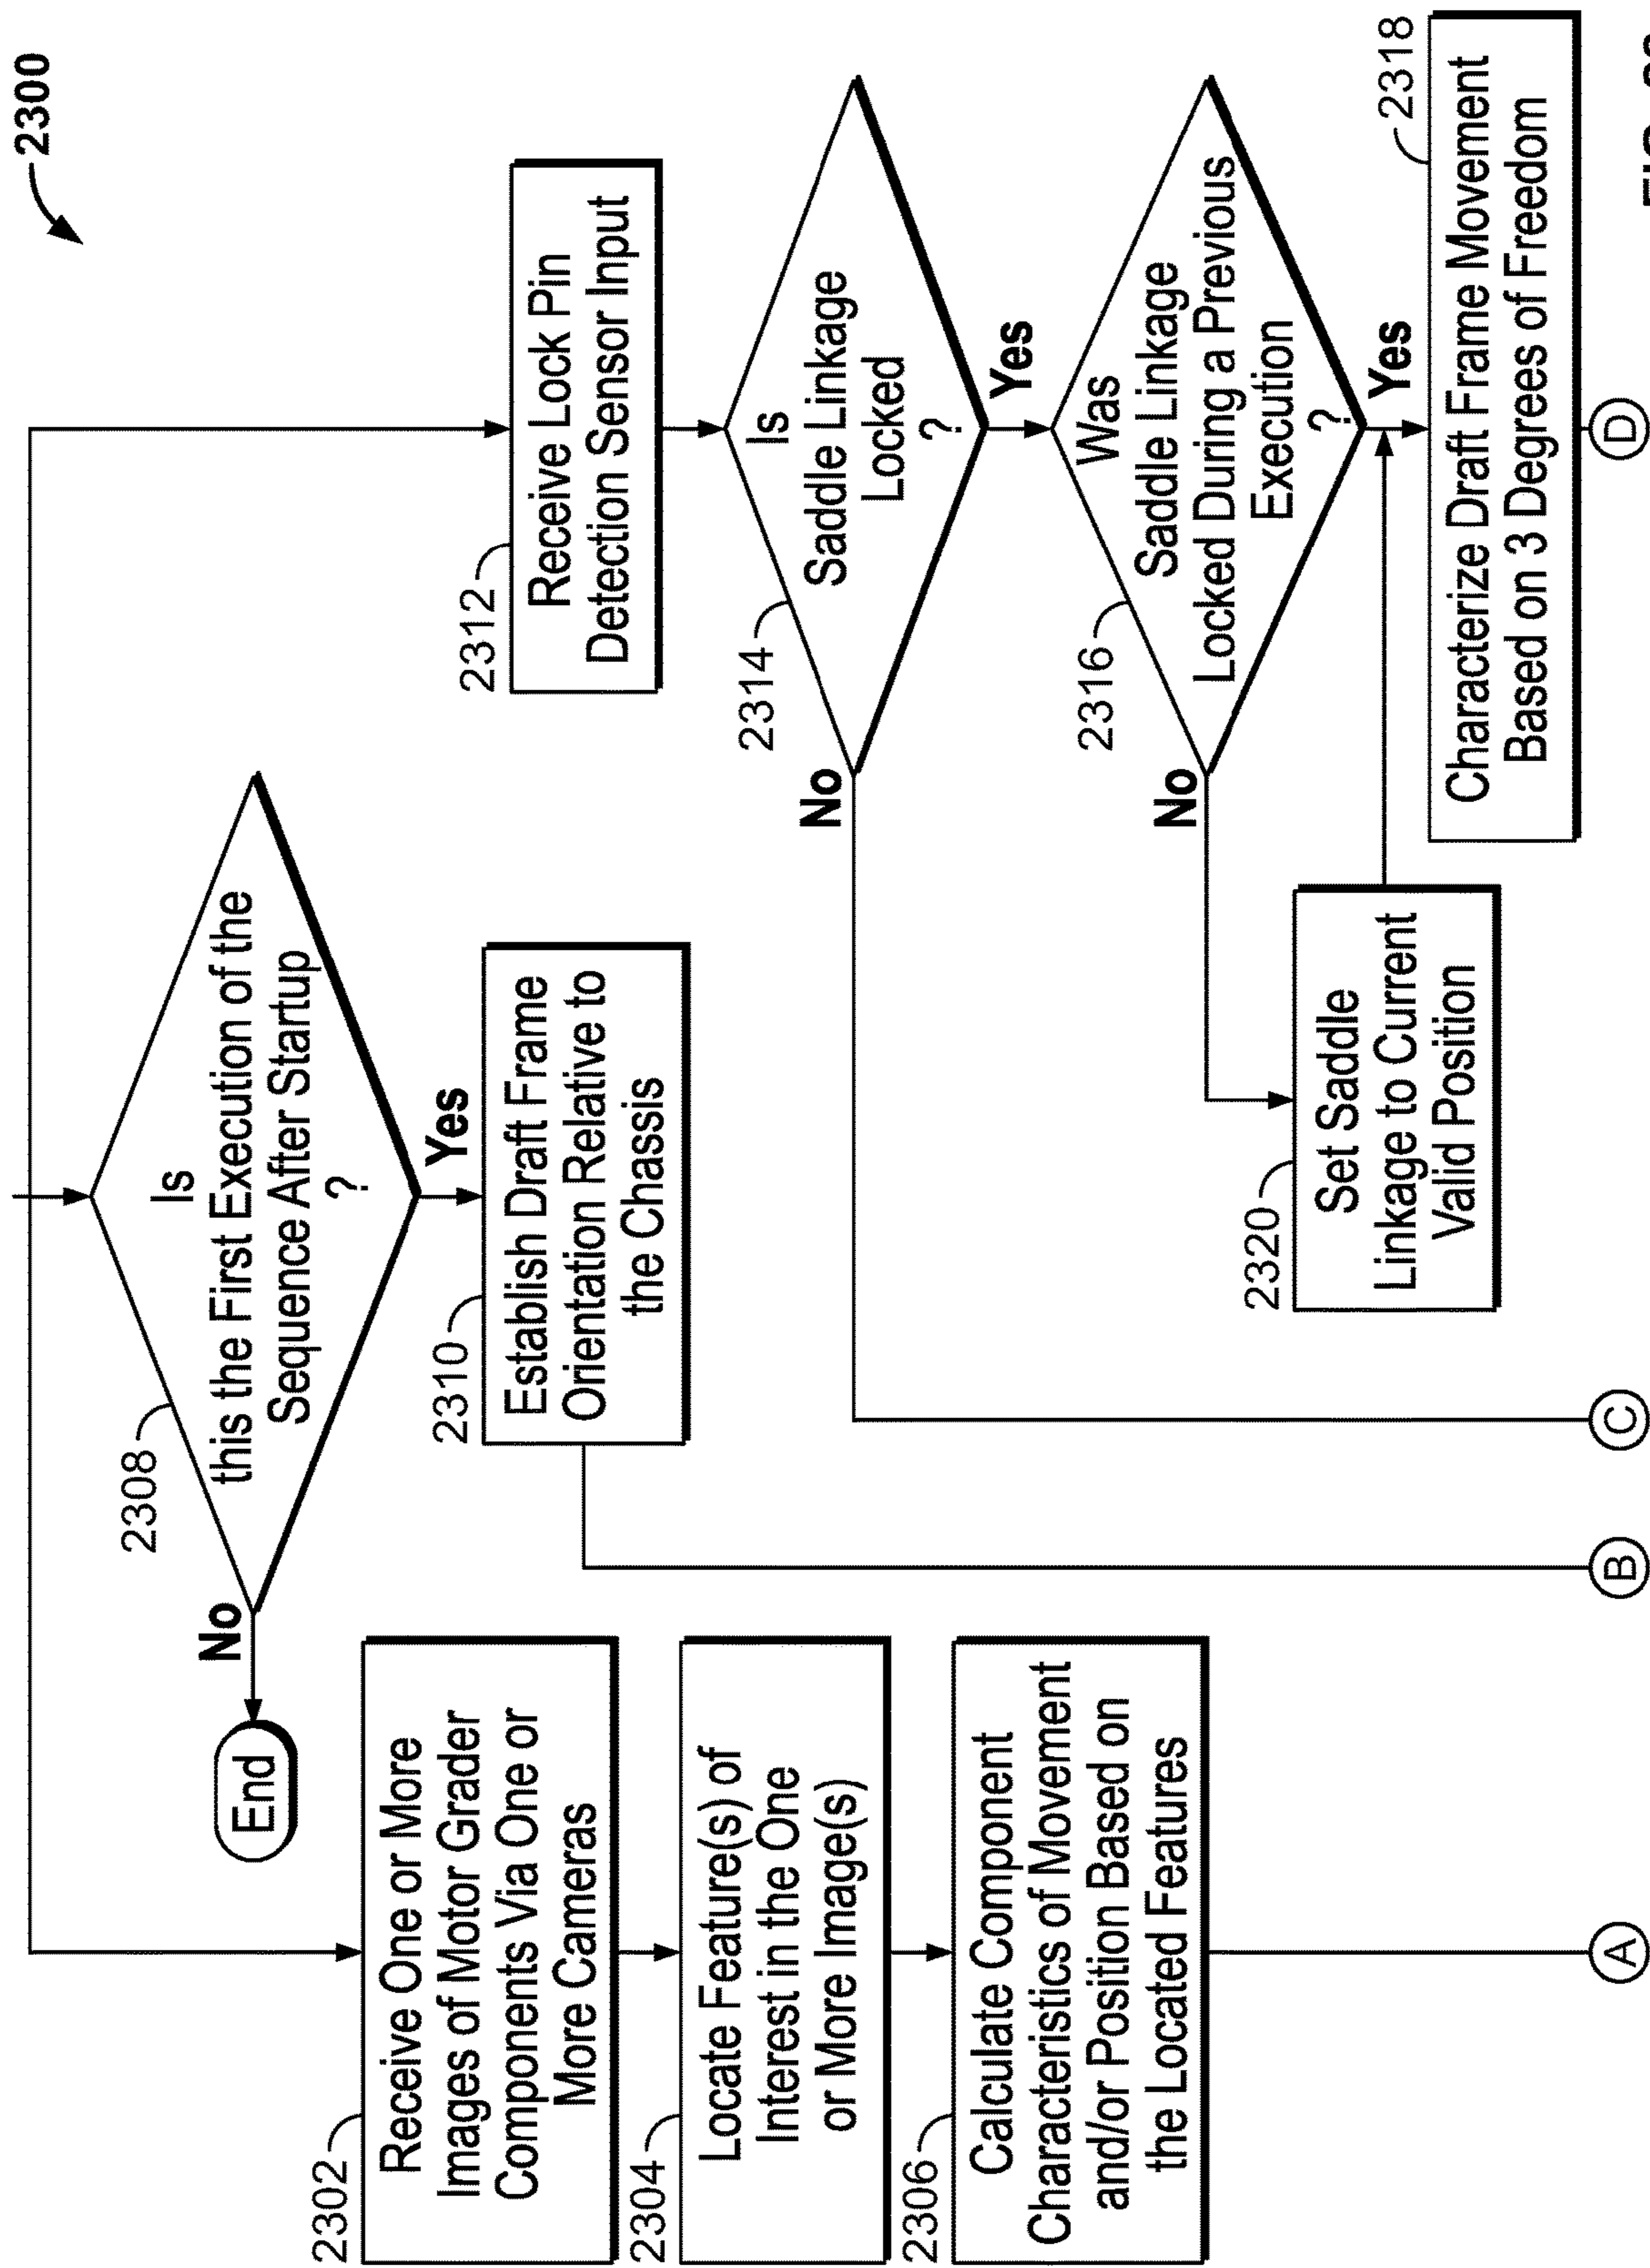 2300
2308
Is
this the First Execution of the
Sequence After Startup
?
No
End
Yes
2302
Receive One or More
Images of Motor Grader
Components Via One or
More Cameras
2304
Locate Feature(s) of
Interest in the One
or More Image(s)
2306
Calculate Component
Characteristics of Movement
and/or Position Based on
the Located Features
A
2310
Establish Draft Frame
Orientation Relative to
the Chassis
B
2312
Receive Lock Pin
Detection Sensor Input
2314
Is
Saddle Linkage
Locked
?
No
Yes
C
2316
Was
Saddle Linkage
Locked During a Previous
Execution
?
No
Yes
2320
Set Saddle
Linkage to Current
Valid Position
2318
Characterize Draft Frame Movement
Based on 3 Degrees of Freedom
D